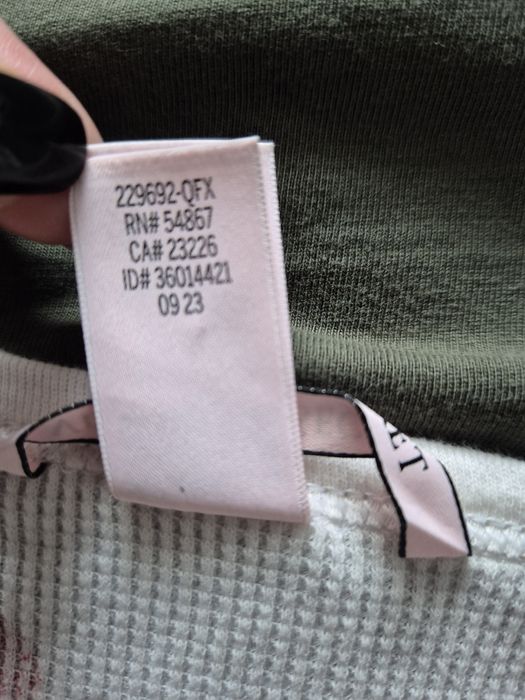 229692-QFX
RN# 54867
CA# 23226
ID# 36014421
09 23